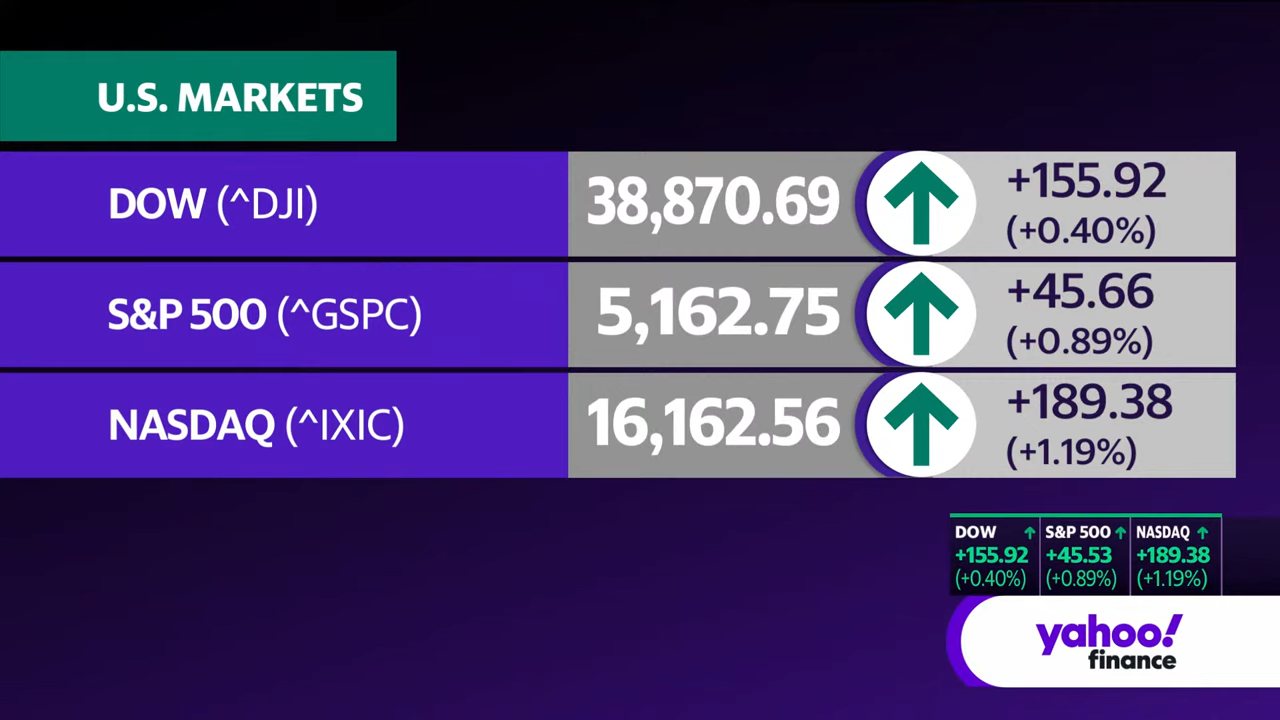 U.S. MARKETS
DOW (^DJI) 38,870.69 +155.92
(+0.40%)
S&P 500 (^GSPC) 5,162.75 +45.66
(+0.89%)
NASDAQ (^IXIC) 16,162.56 +189.38
(+1.19%)
DOW S&P 500 NASDAQ
+155.92 +45.53 +189.38
(+0.40%) (+0.89%) (+1.19%)
yahoo!
finance